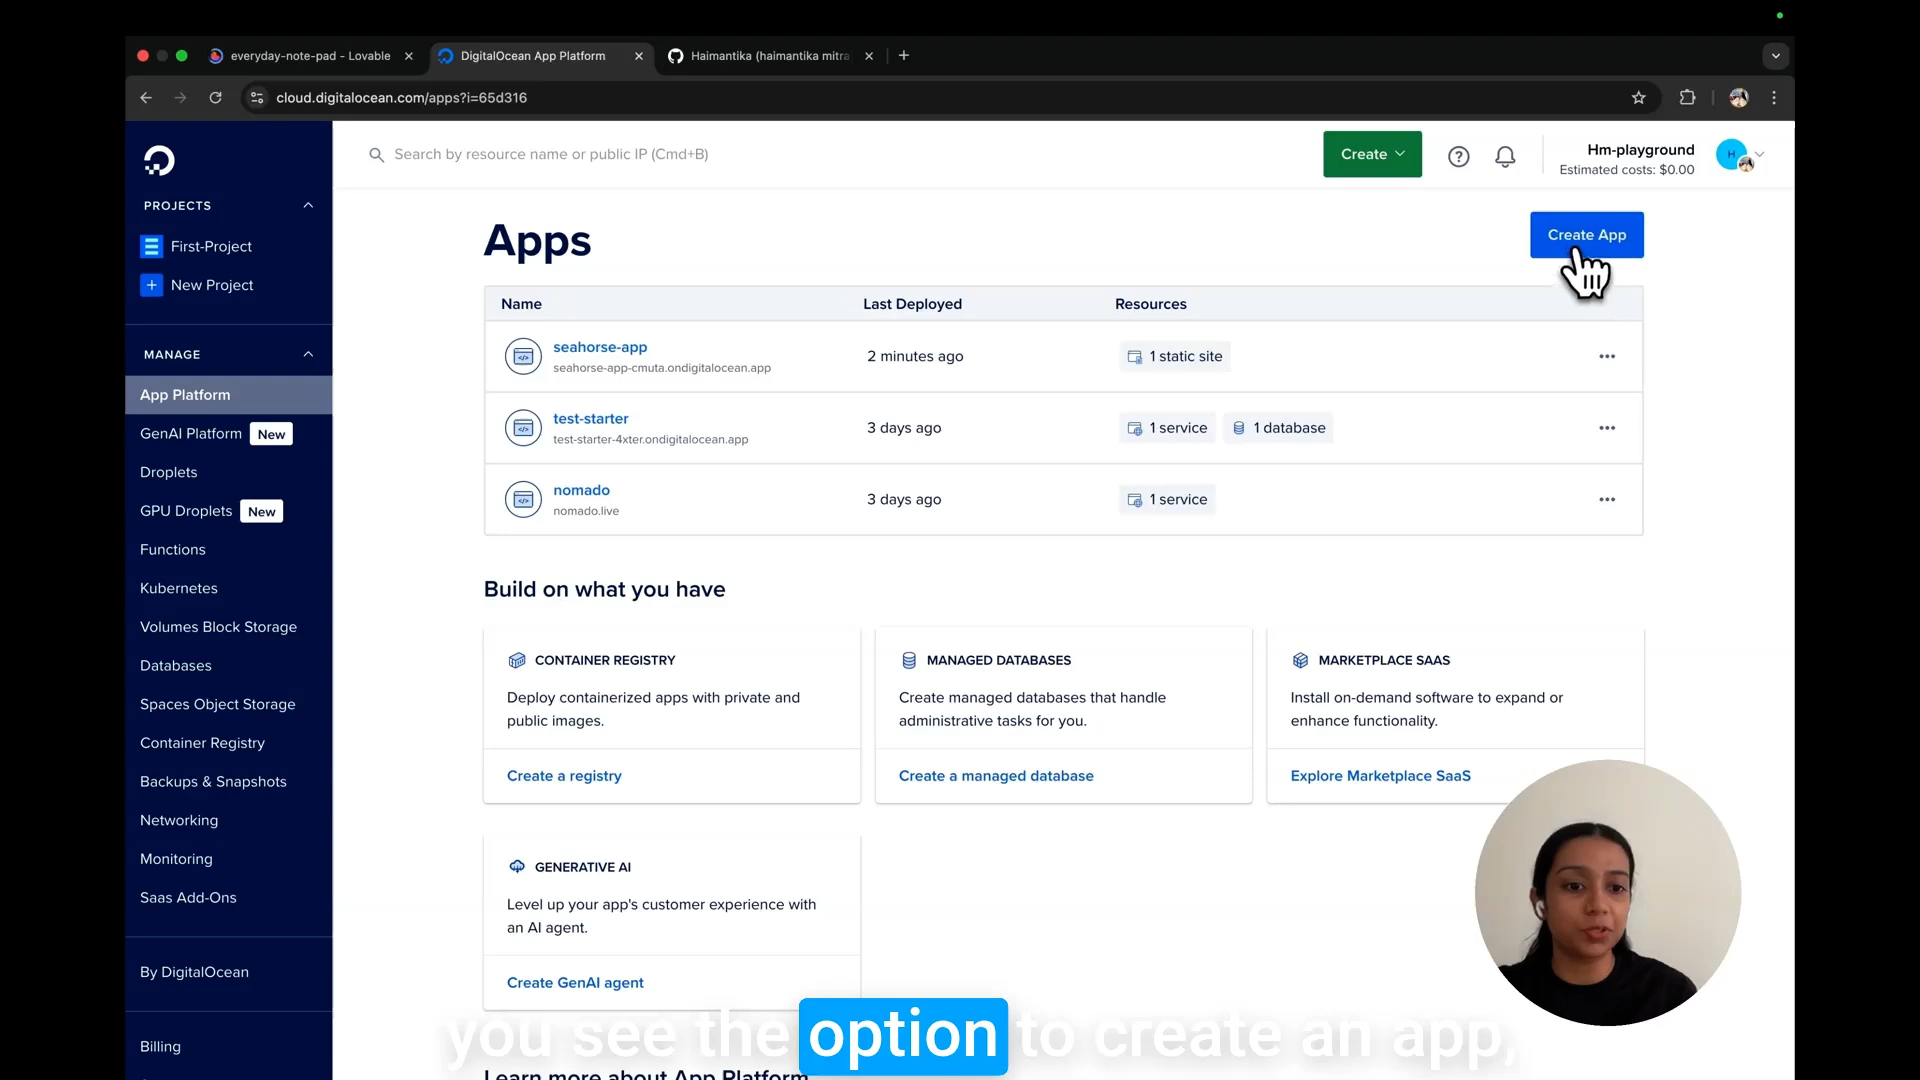 everyday-note-pad - Lovable
DigitalOcean App Platform
Haimantika (haimantika mitra
cloud.digitalocean.com/apps?i=65d316
Search by resource name or public IP (Cmd+B)
Create
Hm-playground
Estimated costs: $0.00
H
PROJECTS
First-Project
New Project
MANAGE
App Platform
GenAI Platform New
Droplets
GPU Droplets New
Functions
Kubernetes
Volumes Block Storage
Databases
Spaces Object Storage
Container Registry
Backups & Snapshots
Networking
Monitoring
Saas Add-Ons
By DigitalOcean
Billing
Apps
Create App
Name Last Deployed Resources
seahorse-app
seahorse-app-cmuta.ondigitalocean.app
2 minutes ago
1 static site
test-starter
test-starter-4xter.ondigitalocean.app
3 days ago
1 service
1 database
nomado
nomado.live
3 days ago
1 service
Build on what you have
CONTAINER REGISTRY
Deploy containerized apps with private and
public images.
Create a registry
MANAGED DATABASES
Create managed databases that handle
administrative tasks for you.
Create a managed database
MARKETPLACE SAAS
Install on-demand software to expand or
enhance functionality.
Explore Marketplace SaaS
GENERATIVE AI
Level up your app's customer experience with
an AI agent.
Create GenAI agent
you see the option to create an app,
Learn more about App Platform